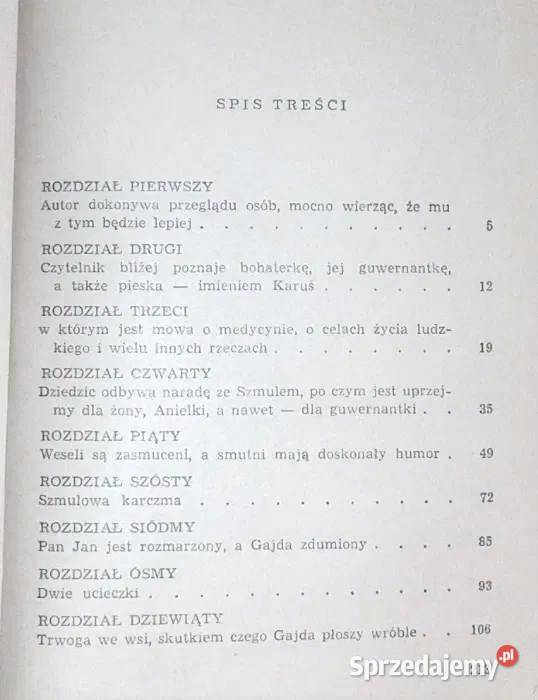 SPIS TREŚCI
ROZDZIAŁ PIERWSZY
Autor dokonywa przeglądu osób, mocno wierząc, że mu
z tym będzie lepiej . . . . . . . . . . . 5
ROZDZIAŁ DRUGI
Czytelnik bliżej poznaje bohaterkę, jej guwernantkę,
a także pieska — imieniem Karuś . . . . . . 12
ROZDZIAŁ TRZECI
w którym jest mowa o medycynie, o celach życia ludz-
kiego i wielu innych rzeczach . . . . . . . . 19
ROZDZIAŁ CZWARTY
Dziedzic odbywa naradę ze Szmulem, po czym jest uprzej-
my dla żony, Anielki, a nawet — dla guwernantki . . 35
ROZDZIAŁ PIĄTY
Weseli są zasmuceni, a smutni mają doskonały humor . 49
ROZDZIAŁ SZÓSTY
Szmulowa karczma . . . . . . . . . . . 72
ROZDZIAŁ SIÓDMY
Pan Jan jest rozmarzony, a Gajda zdumiony . . . . 85
ROZDZIAŁ ÓSMY
Dwie ucieczki . . . . . . . . . . . . 93
ROZDZIAŁ DZIEWIĄTY
Trwoga we wsi, skutkiem czego Gajda płoszy wróble . . 106
Sprzedajemy.pl